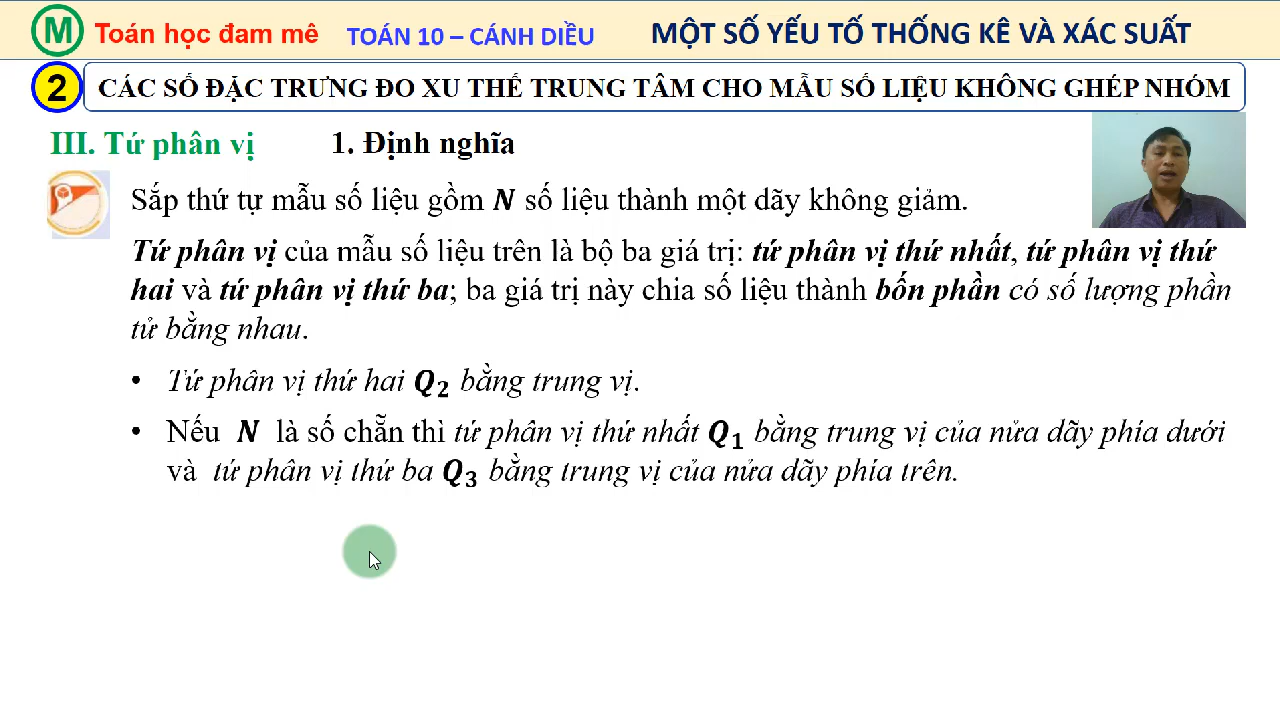 M Toán học đam mê TOÁN 10 – CÁNH DIỀU MỘT SỐ YẾU TỐ THỐNG KÊ VÀ XÁC SUẤT
2 CÁC SỐ ĐẶC TRƯNG ĐO XU THẾ TRUNG TÂM CHO MẪU SỐ LIỆU KHÔNG GHÉP NHÓM
III. Tứ phân vị 1. Định nghĩa
Sắp thứ tự mẫu số liệu gồm N số liệu thành một dãy không giảm.
Tứ phân vị của mẫu số liệu trên là bộ ba giá trị: tứ phân vị thứ nhất, tứ phân vị thứ
hai và tứ phân vị thứ ba; ba giá trị này chia số liệu thành bốn phần có số lượng phần
tử bằng nhau.
• Tứ phân vị thứ hai Q₂ bằng trung vị.
• Nếu N là số chẵn thì tứ phân vị thứ nhất Q₁ bằng trung vị của nửa dãy phía dưới
và tứ phân vị thứ ba Q₃ bằng trung vị của nửa dãy phía trên.